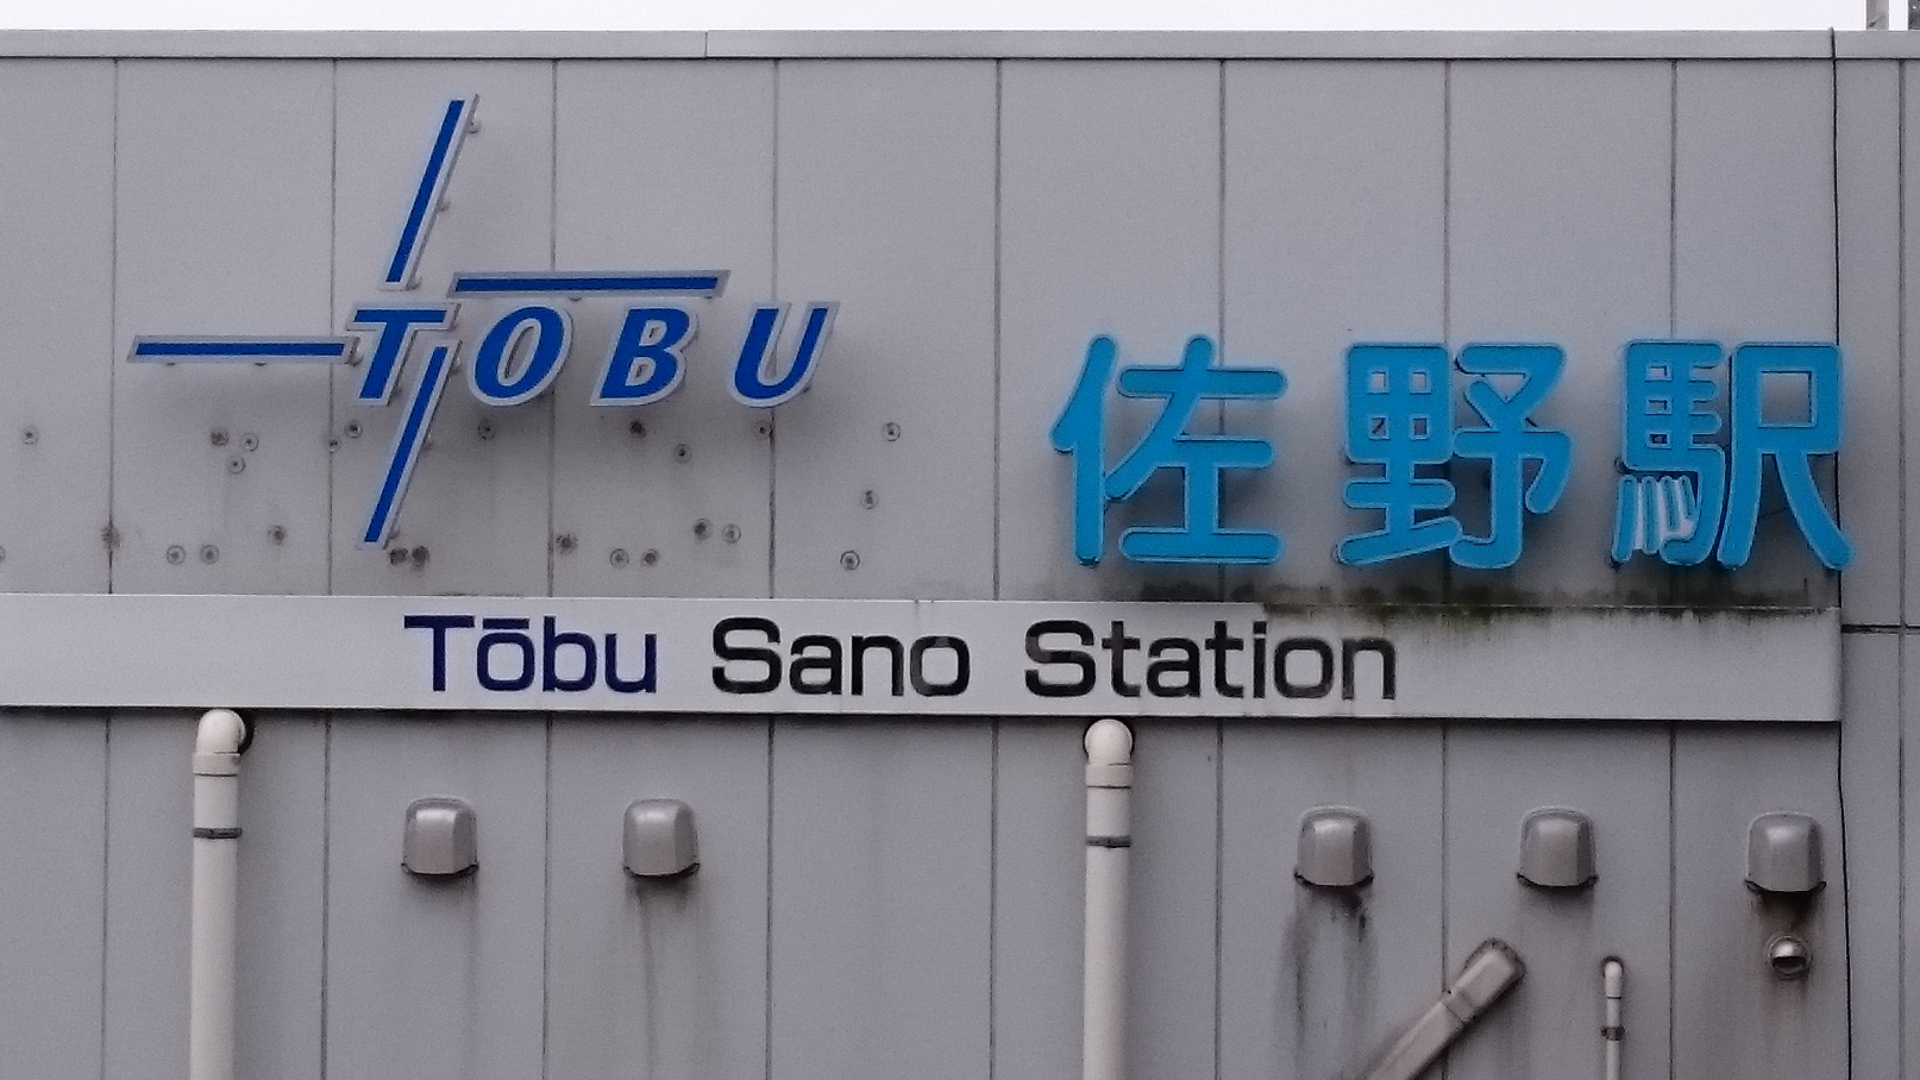 TOBU 佐野駅
Tōbu Sano Station